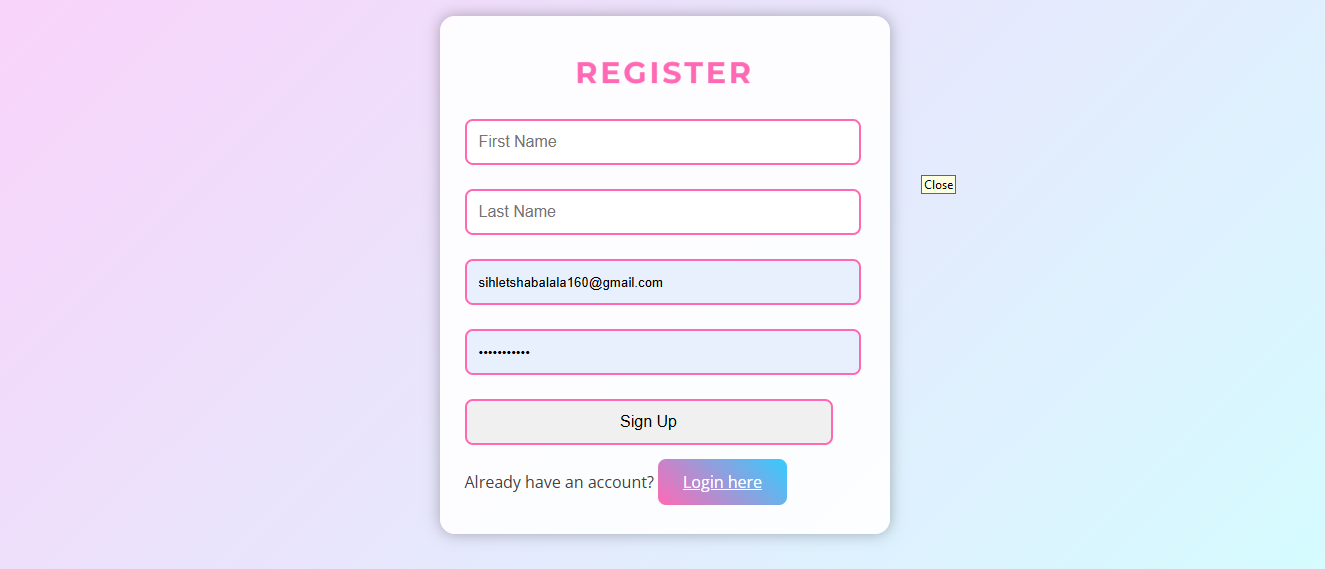 REGISTER
First Name
Close
Last Name
sihletshabalala160@gmail.com
•••••••••••
Sign Up
Already have an account? Login here